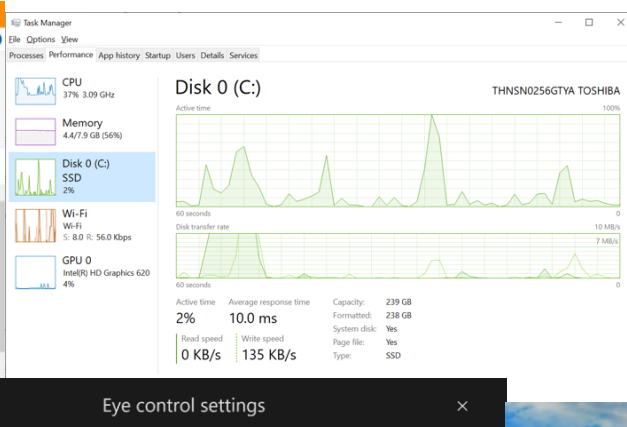 Task Manager
File Options View
Processes Performance App history Startup Users Details Services
CPU
37% 3.09 GHz
Memory
4.4/7.9 GB (56%)
Disk 0 (C:)
SSD
2%
Wi-Fi
Wi-Fi
S: 8.0 R: 56.0 Kbps
GPU 0
Intel(R) HD Graphics 620
4%
Disk 0 (C:) THNSN0256GTYA TOSHIBA
Active time 100%
60 seconds 0
Disk transfer rate 10 MB/s
7 MB/s
60 seconds 0
Active time Average response time
2% 10.0 ms
Read speed Write speed
0 KB/s 135 KB/s
Capacity: 239 GB
Formatted: 238 GB
System disk: Yes
Page file: Yes
Type: SSD
Eye control settings